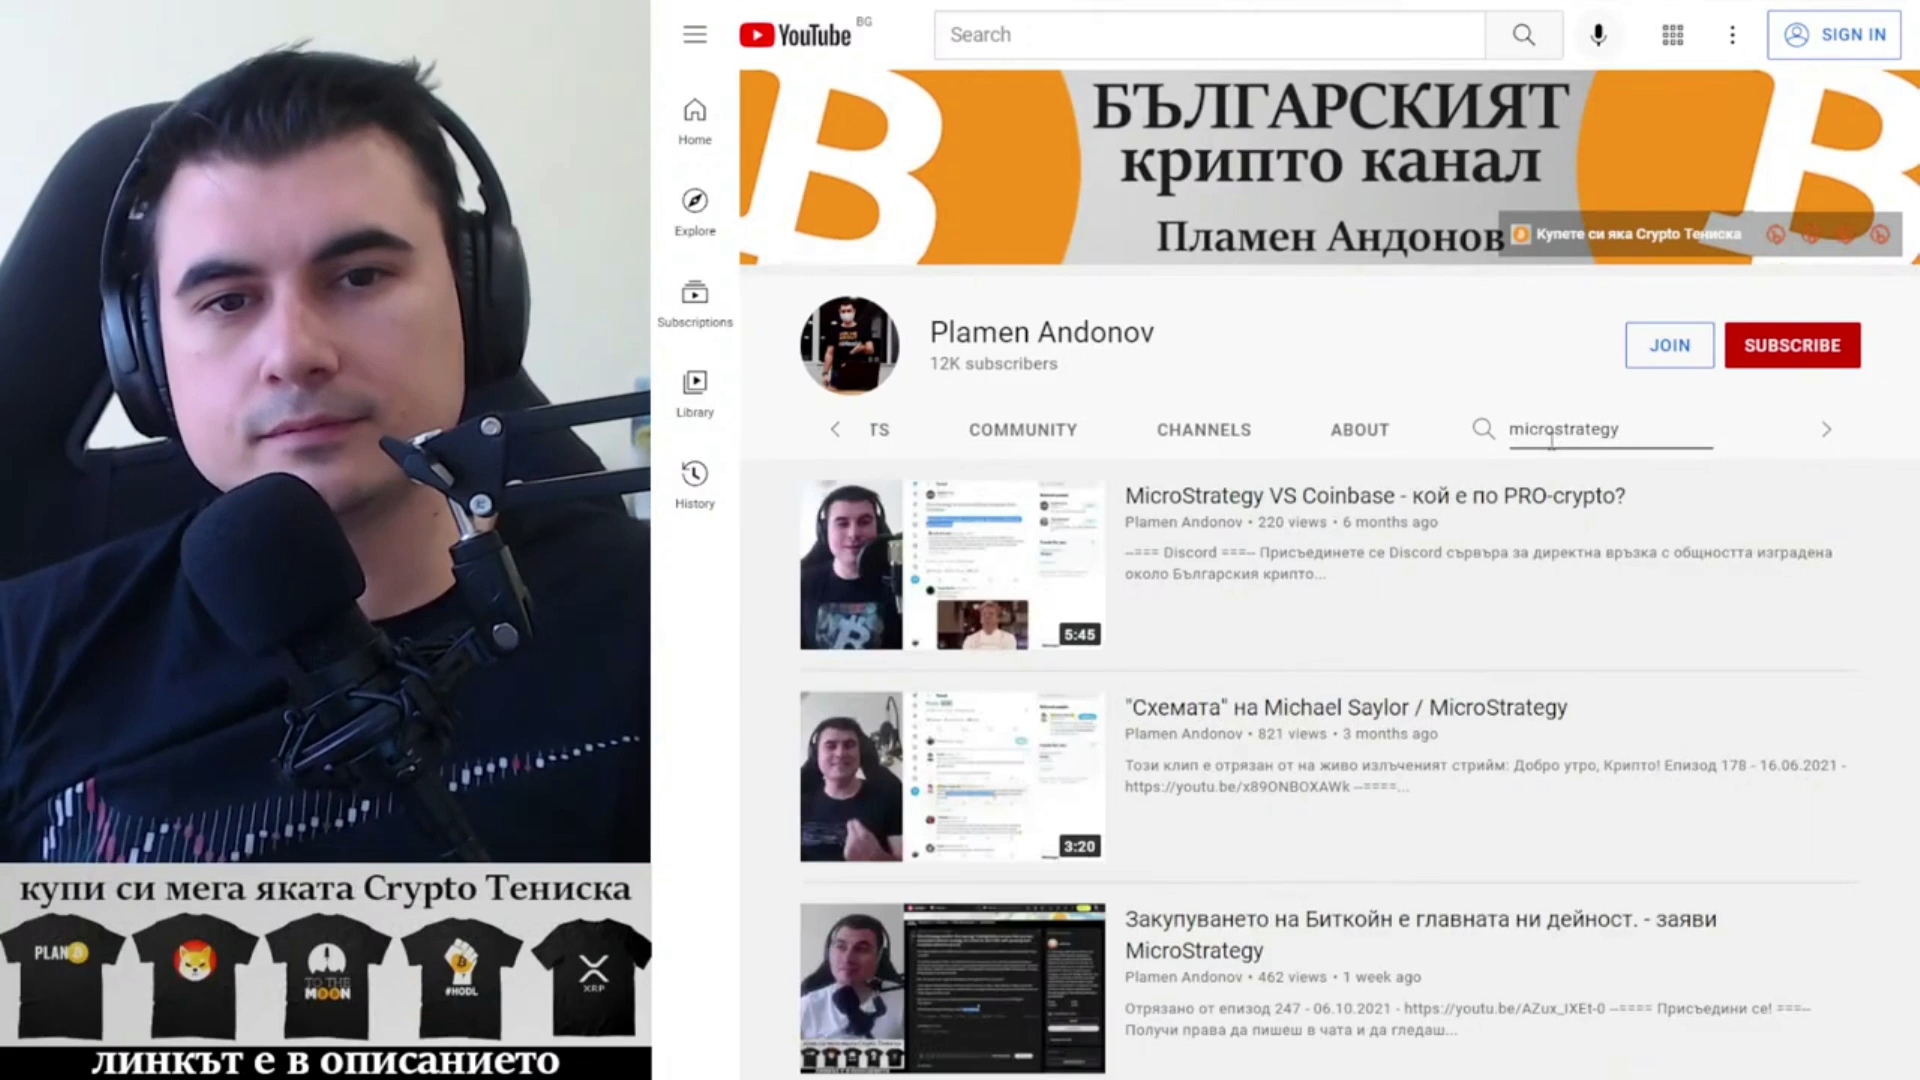 YouTube BG
Search
SIGN IN
Home
Explore
Subscriptions
Library
History
БЪЛГАРСКИЯТ
крипто канал
Пламен Андонов
Купете си яка Crypto Тениска
Plamen Andonov
12K subscribers
JOIN
SUBSCRIBE
TS
COMMUNITY
CHANNELS
ABOUT
microstrategy
MicroStrategy VS Coinbase - кой е по PRO-crypto?
Plamen Andonov • 220 views • 6 months ago
--=== Discord ===-- Присъединете се Discord сървъра за директна връзка с общността изградена
около Българския крипто...
5:45
"Схемата" на Michael Saylor / MicroStrategy
Plamen Andonov • 821 views • 3 months ago
Този клип е отрязан от на живо излъченият стрийм: Добро утро, Крипто! Епизод 178 - 16.06.2021 -
https://youtu.be/x89ONBOXAWk --====...
3:20
Закупуването на Биткойн е главната ни дейност. - заяви
MicroStrategy
Plamen Andonov • 462 views • 1 week ago
Отрязано от епизод 247 - 06.10.2021 - https://youtu.be/AZux_IXEt-0 --==== Присъедини се! ===--
Получи права да пишеш в чата и да гледаш...
купи си мега яката Crypto Тениска
PLAN B
TO THE
MOON
#HODL
XRP
линкът е в описанието